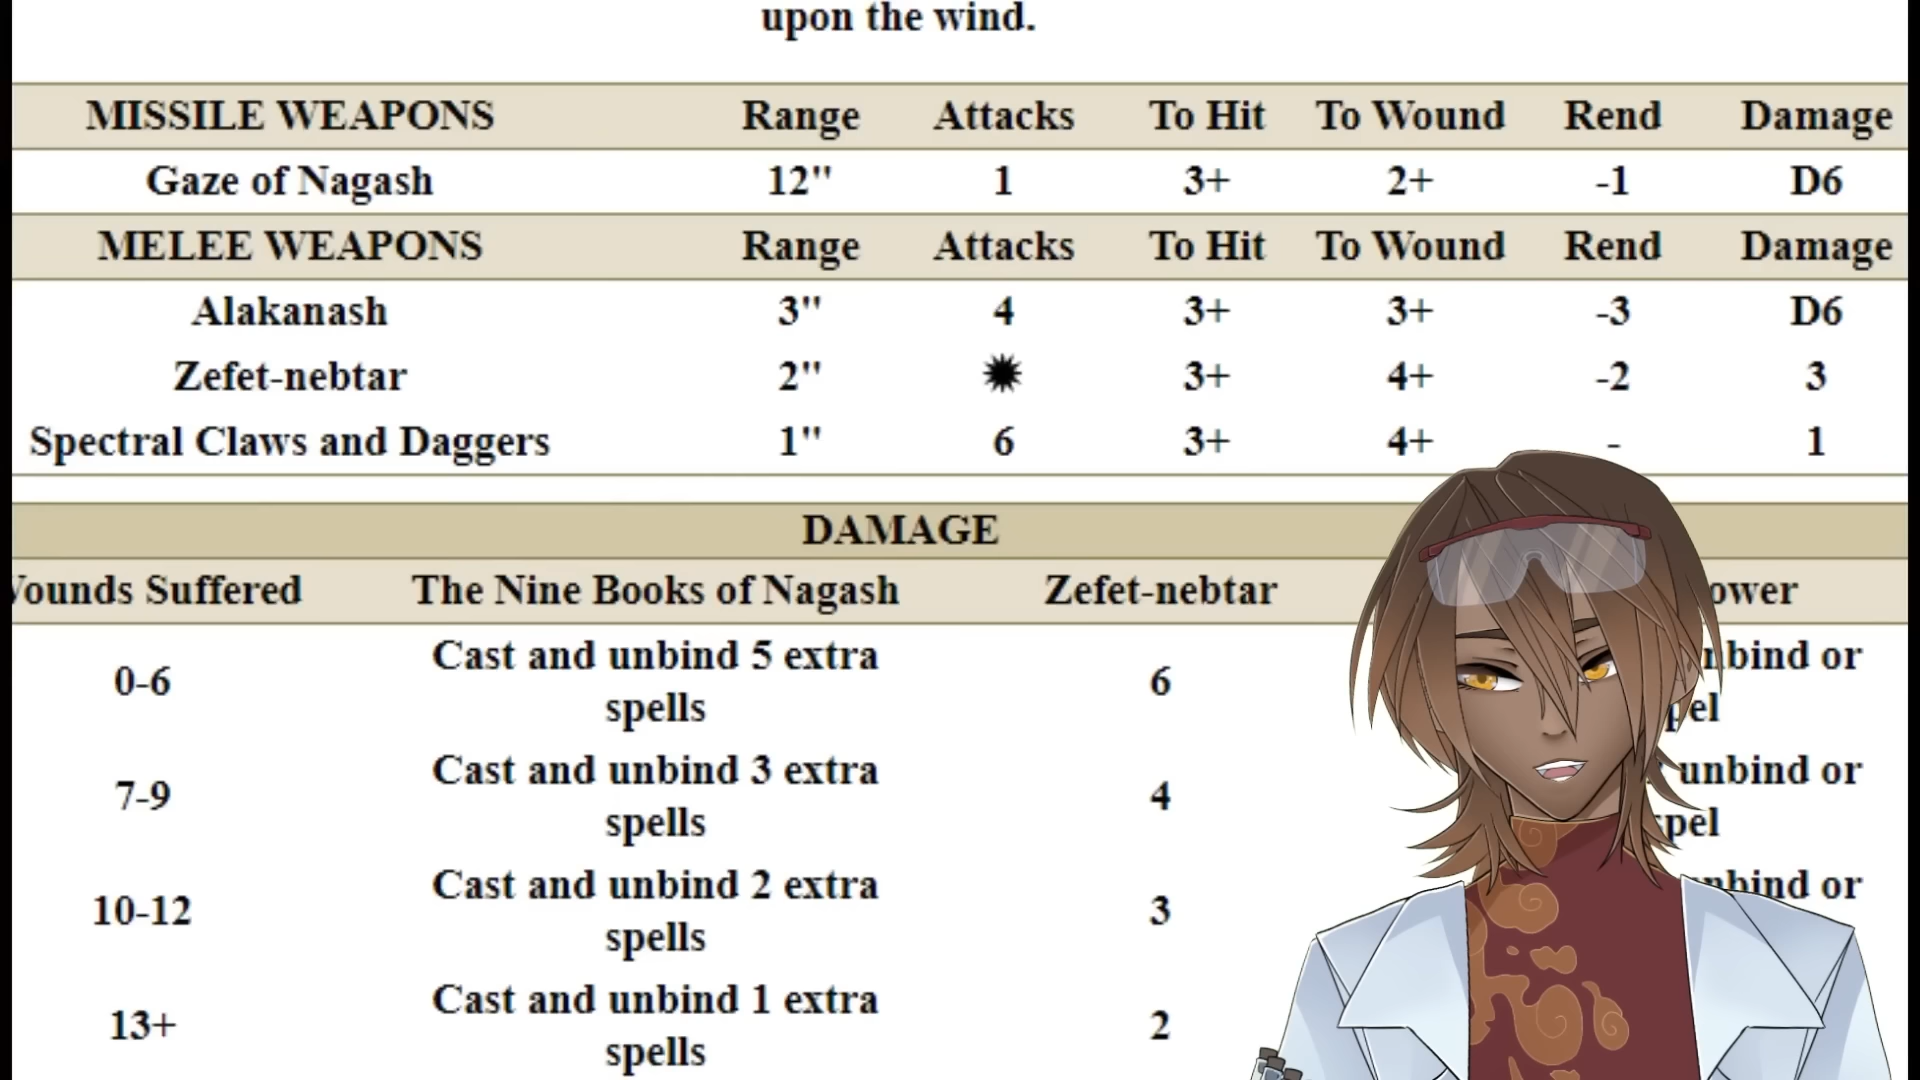 upon the wind.
MISSILE WEAPONS Range Attacks To Hit To Wound Rend Damage
Gaze of Nagash 12" 1 3+ 2+ -1 D6
MELEE WEAPONS Range Attacks To Hit To Wound Rend Damage
Alakanash 3" 4 3+ 3+ -3 D6
Zefet-nebtar 2" ✹ 3+ 4+ -2 3
Spectral Claws and Daggers 1" 6 3+ 4+ - 1
DAMAGE
Suffered The Nine Books of Nagash Zefet-nebtar
Cast and unbind 5 extra or
0-6 6
spells
Cast and unbind 3 extra unbind or
7-9 4
spells
Cast and unbind 2 extra or
10-12 3
spells
Cast and unbind 1 extra
13+ 2
spells